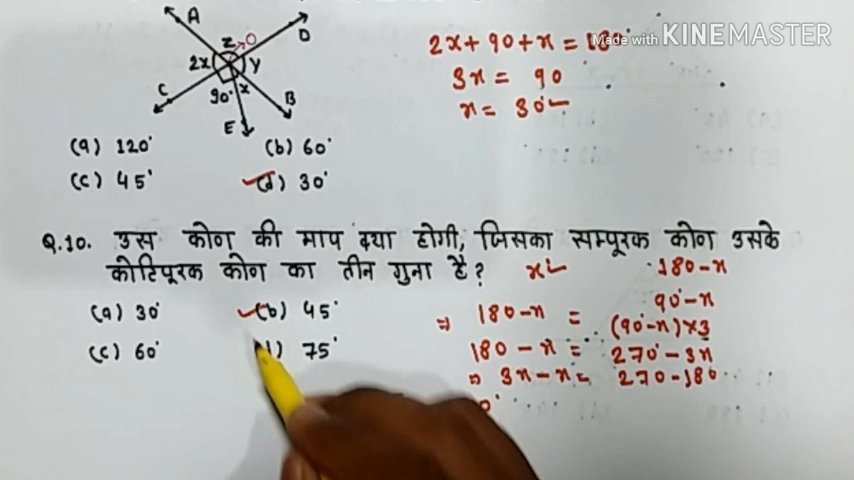 A
Z
O
D
2x
y
C
90°
x
B
E
2x + 90 + x = 180°
3x = 90
x = 30°
Made with KINEMASTER
(a) 120° (b) 60°
(c) 45° (d) 30°
Q.10. उस कोण की माप क्या होगी, जिसका सम्पूरक कोण उसके
कोटिपूरक कोण का तीन गुना है?
x 180-x
90-x
(a) 30° (b) 45°
(c) 60° 75°
⇒ 180-x = (90-x)×3
180-x = 270-3x
⇒ 3x-x = 270-180